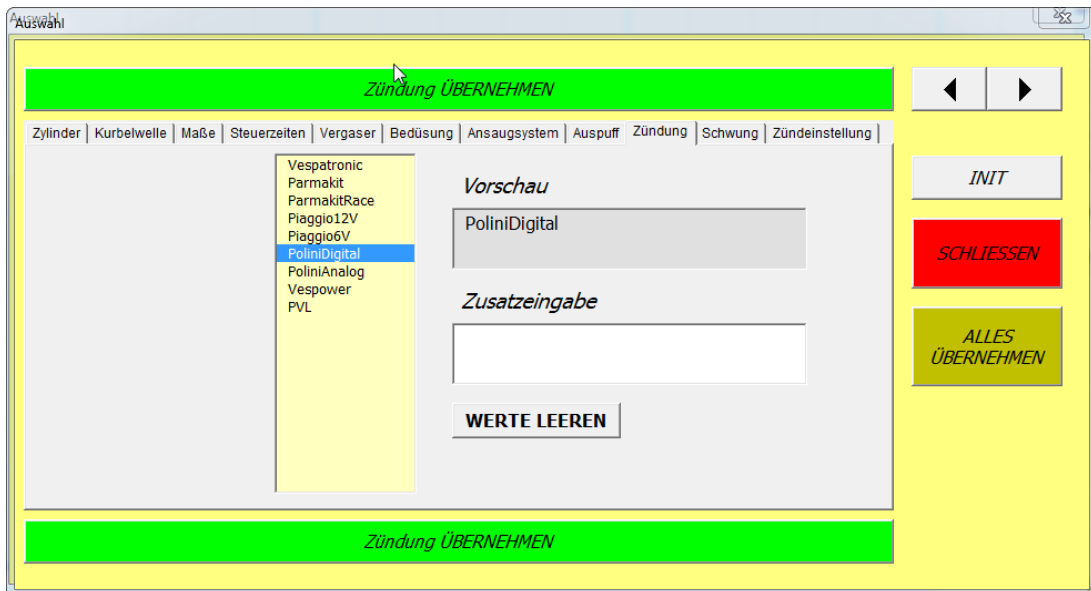 Auswahl
Zündung ÜBERNEHMEN
Zylinder
Kurbelwelle
Maße
Steuerzeiten
Vergaser
Bedüsung
Ansaugsystem
Auspuff
Zündung
Schwung
Zündeinstellung
Vespatronic
Parmakit
ParmakitRace
Piaggio12V
Piaggio6V
PoliniDigital
PoliniAnalog
Vespower
PVL
Vorschau
PoliniDigital
Zusatzeingabe
WERTE LEEREN
INIT
SCHLIESSEN
ALLES
ÜBERNEHMEN
Zündung ÜBERNEHMEN